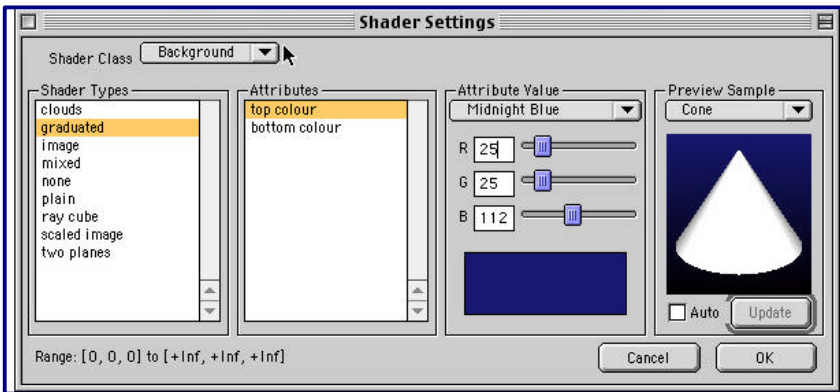 Shader Settings
Shader Class Background
Shader Types
clouds
graduated
image
mixed
none
plain
ray cube
scaled image
two planes
Attributes
top colour
bottom colour
Attribute Value
Midnight Blue
R 25
G 25
B 112
Preview Sample
Cone
Auto Update
Range: [0, 0, 0] to [+Inf, +Inf, +Inf]
Cancel OK